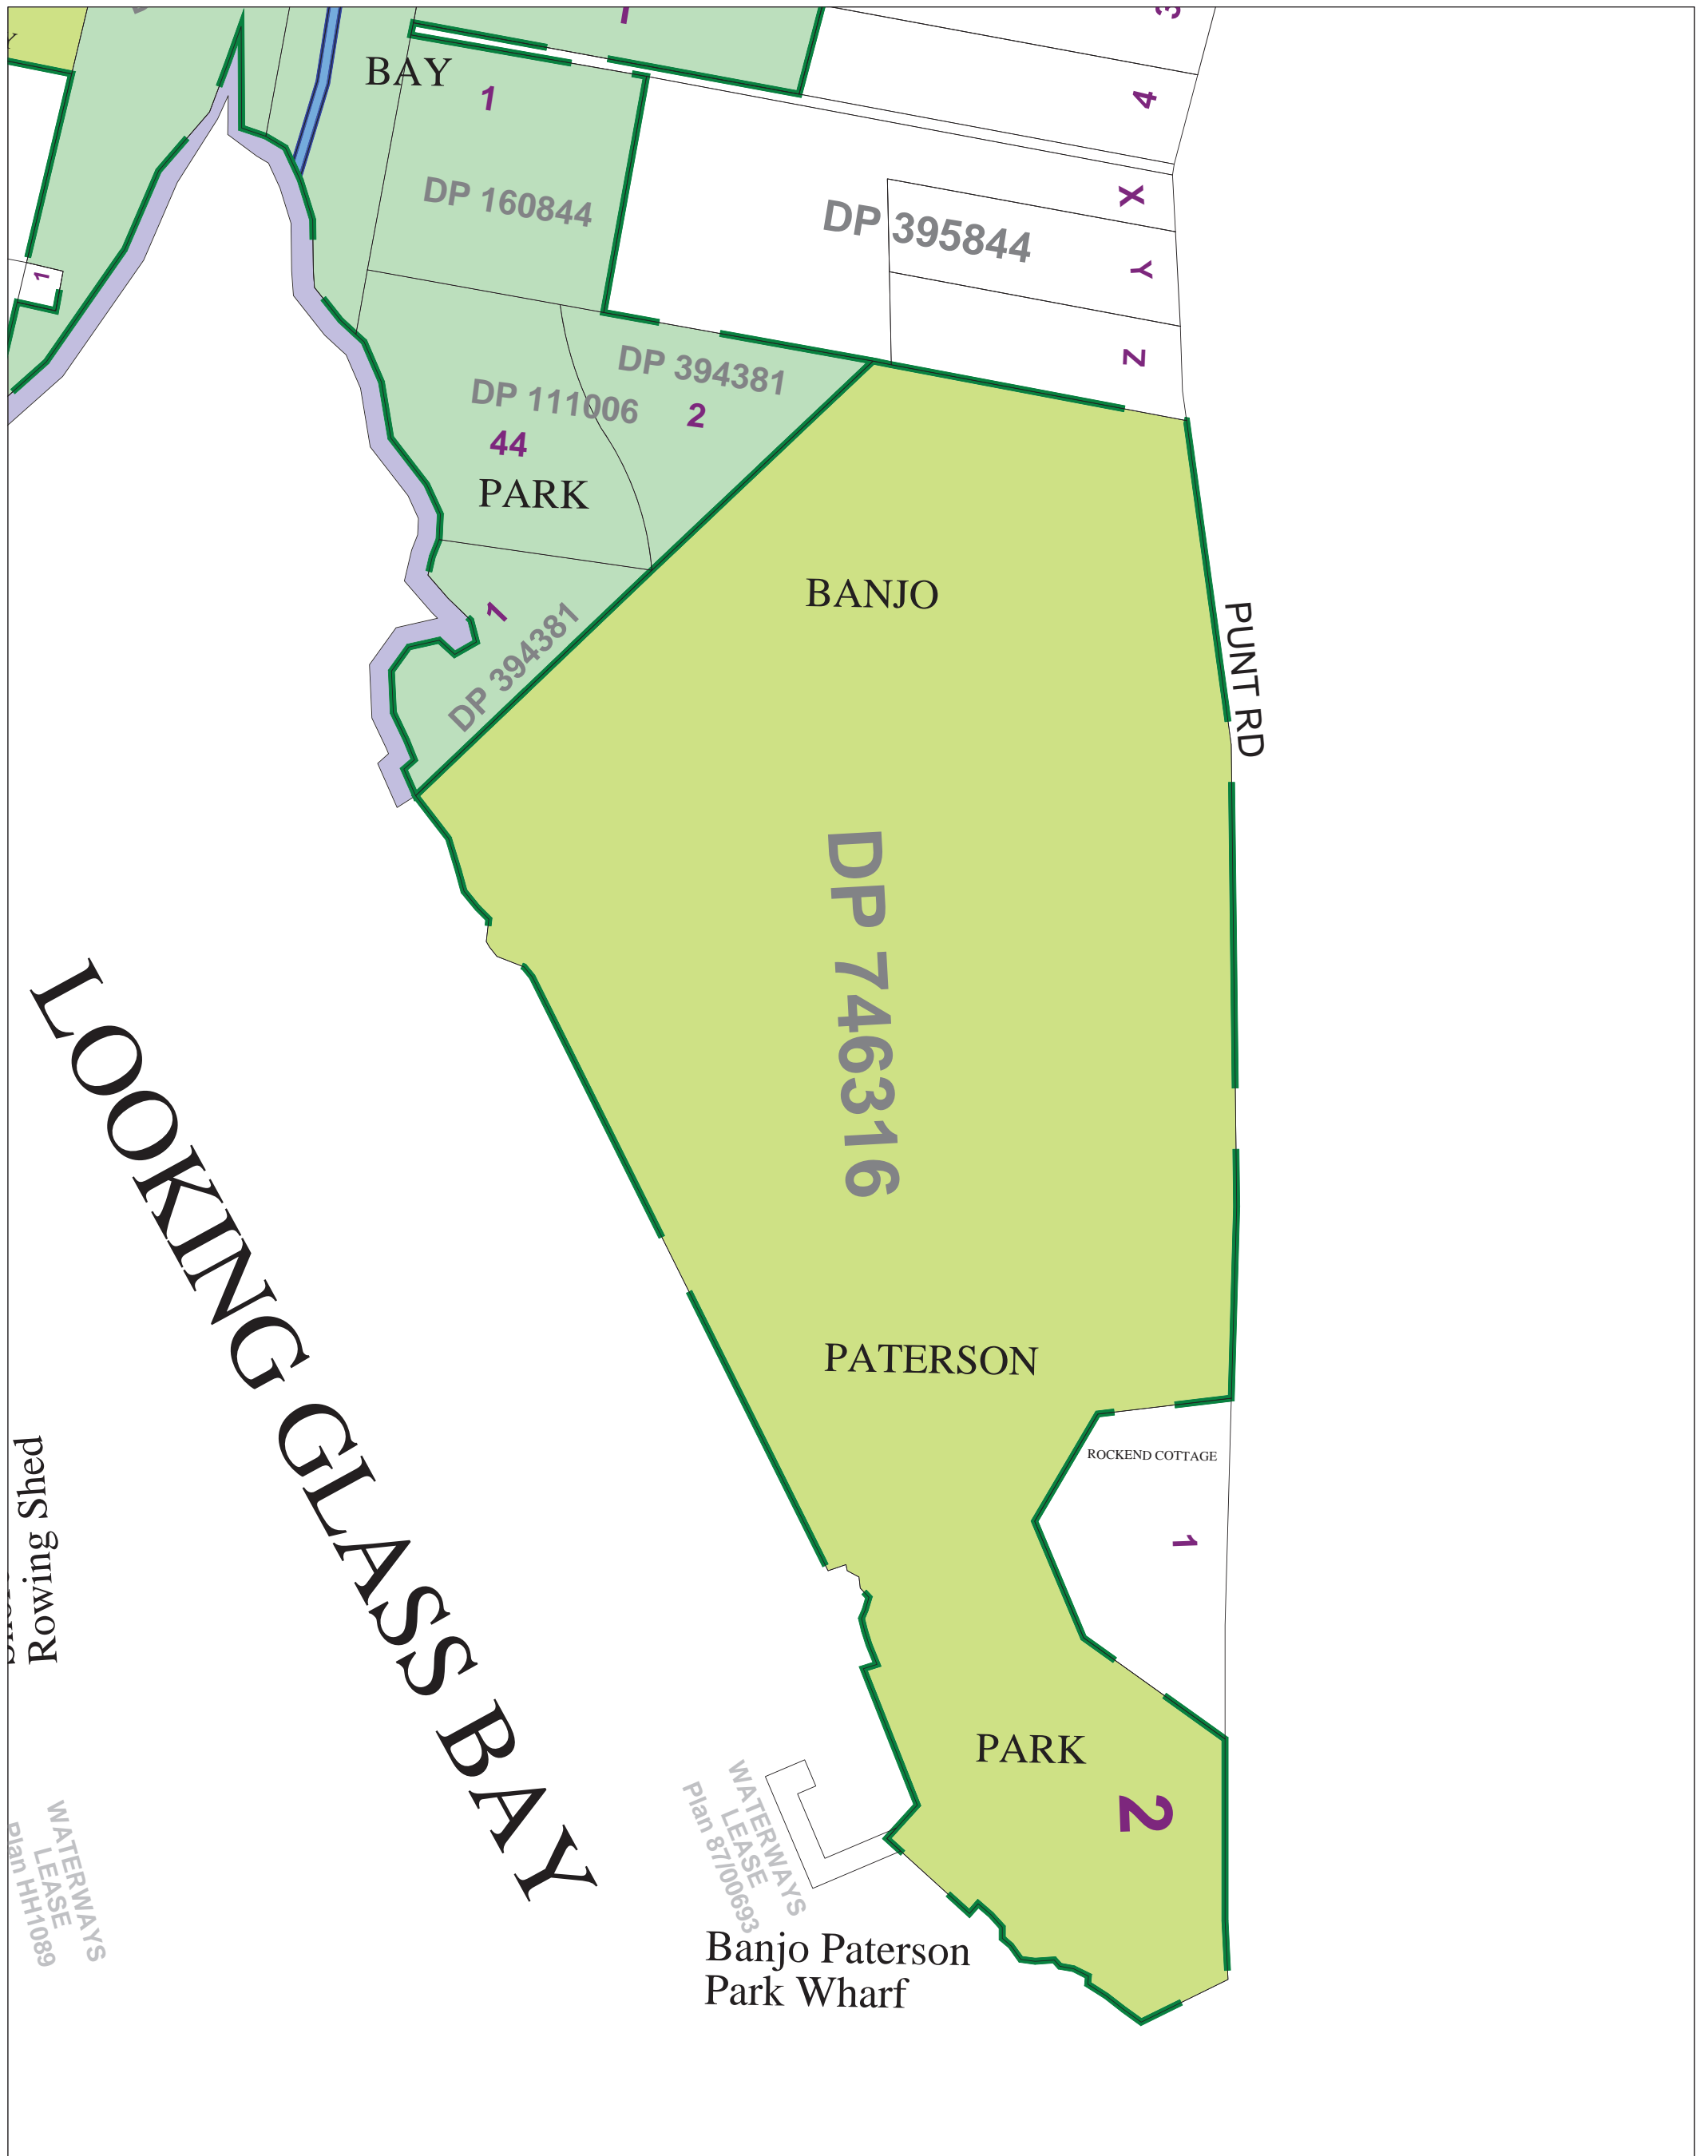 BAY
1
DP 160844
4
DP 395844
X
Y
Z
1
DP 394381
2
DP 111006
44
PARK
1
DP 394381
BANJO
PUNT RD
DP 746316
LOOKING GLASS BAY
PATERSON
ROCKEND COTTAGE
1
Rowing Shed
PARK
2
WATERWAYS
LEASE
Plan 87/00693
WATERWAYS
LEASE
Plan HH1089
Banjo Paterson
Park Wharf